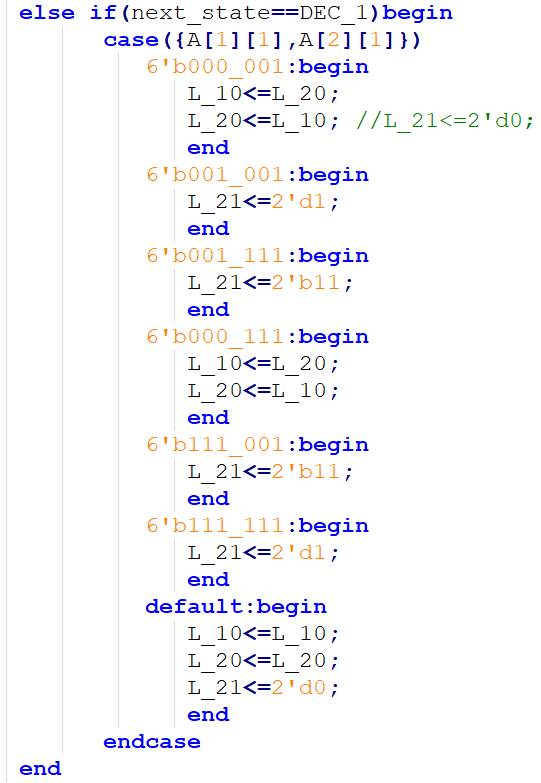 else if(next_state==DEC_1)begin
case({A[1][1],A[2][1]})
6'b000_001:begin
L_10<=L_20;
L_20<=L_10; //L_21<=2'd0;
end
6'b001_001:begin
L_21<=2'd1;
end
6'b001_111:begin
L_21<=2'b11;
end
6'b000_111:begin
L_10<=L_20;
L_20<=L_10;
end
6'b111_001:begin
L_21<=2'b11;
end
6'b111_111:begin
L_21<=2'd1;
end
default:begin
L_10<=L_10;
L_20<=L_20;
L_21<=2'd0;
end
endcase
end